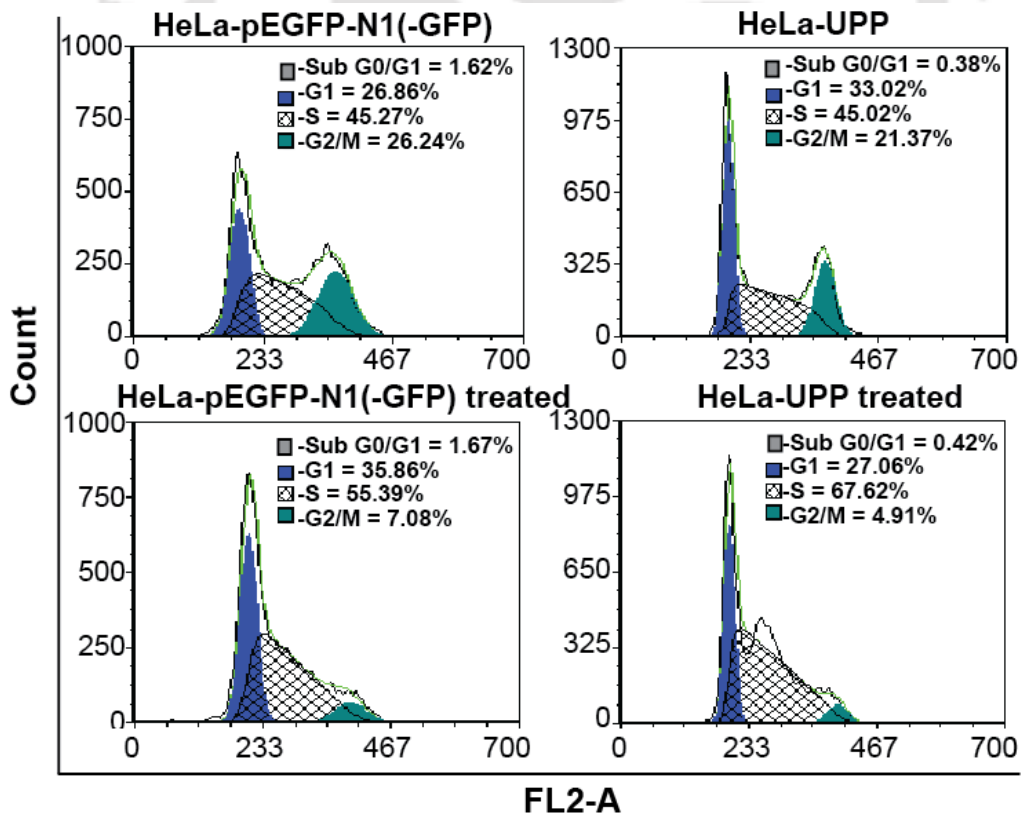 HeLa-pEGFP-N1(-GFP)
1000
750
500
250
0
-Sub G0/G1 = 1.62%
-G1 = 26.86%
-S = 45.27%
-G2/M = 26.24%
0 233 467 700
HeLa-UPP
1300
975
650
325
0
-Sub G0/G1 = 0.38%
-G1 = 33.02%
-S = 45.02%
-G2/M = 21.37%
0 233 467 700
Count
HeLa-pEGFP-N1(-GFP) treated
1000
750
500
250
0
-Sub G0/G1 = 1.67%
-G1 = 35.86%
-S = 55.39%
-G2/M = 7.08%
0 233 467 700
HeLa-UPP treated
1300
975
650
325
0
-Sub G0/G1 = 0.42%
-G1 = 27.06%
-S = 67.62%
-G2/M = 4.91%
0 233 467 700
FL2-A